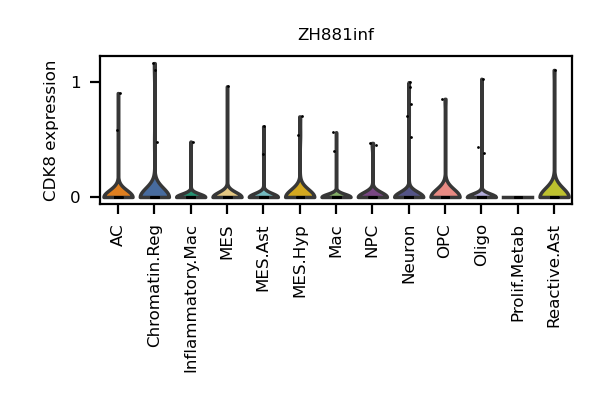 ZH881inf
CDK8 expression
1
0
AC
Chromatin.Reg
Inflammatory.Mac
MES
MES.Ast
MES.Hyp
Mac
NPC
Neuron
OPC
Oligo
Prolif.Metab
Reactive.Ast